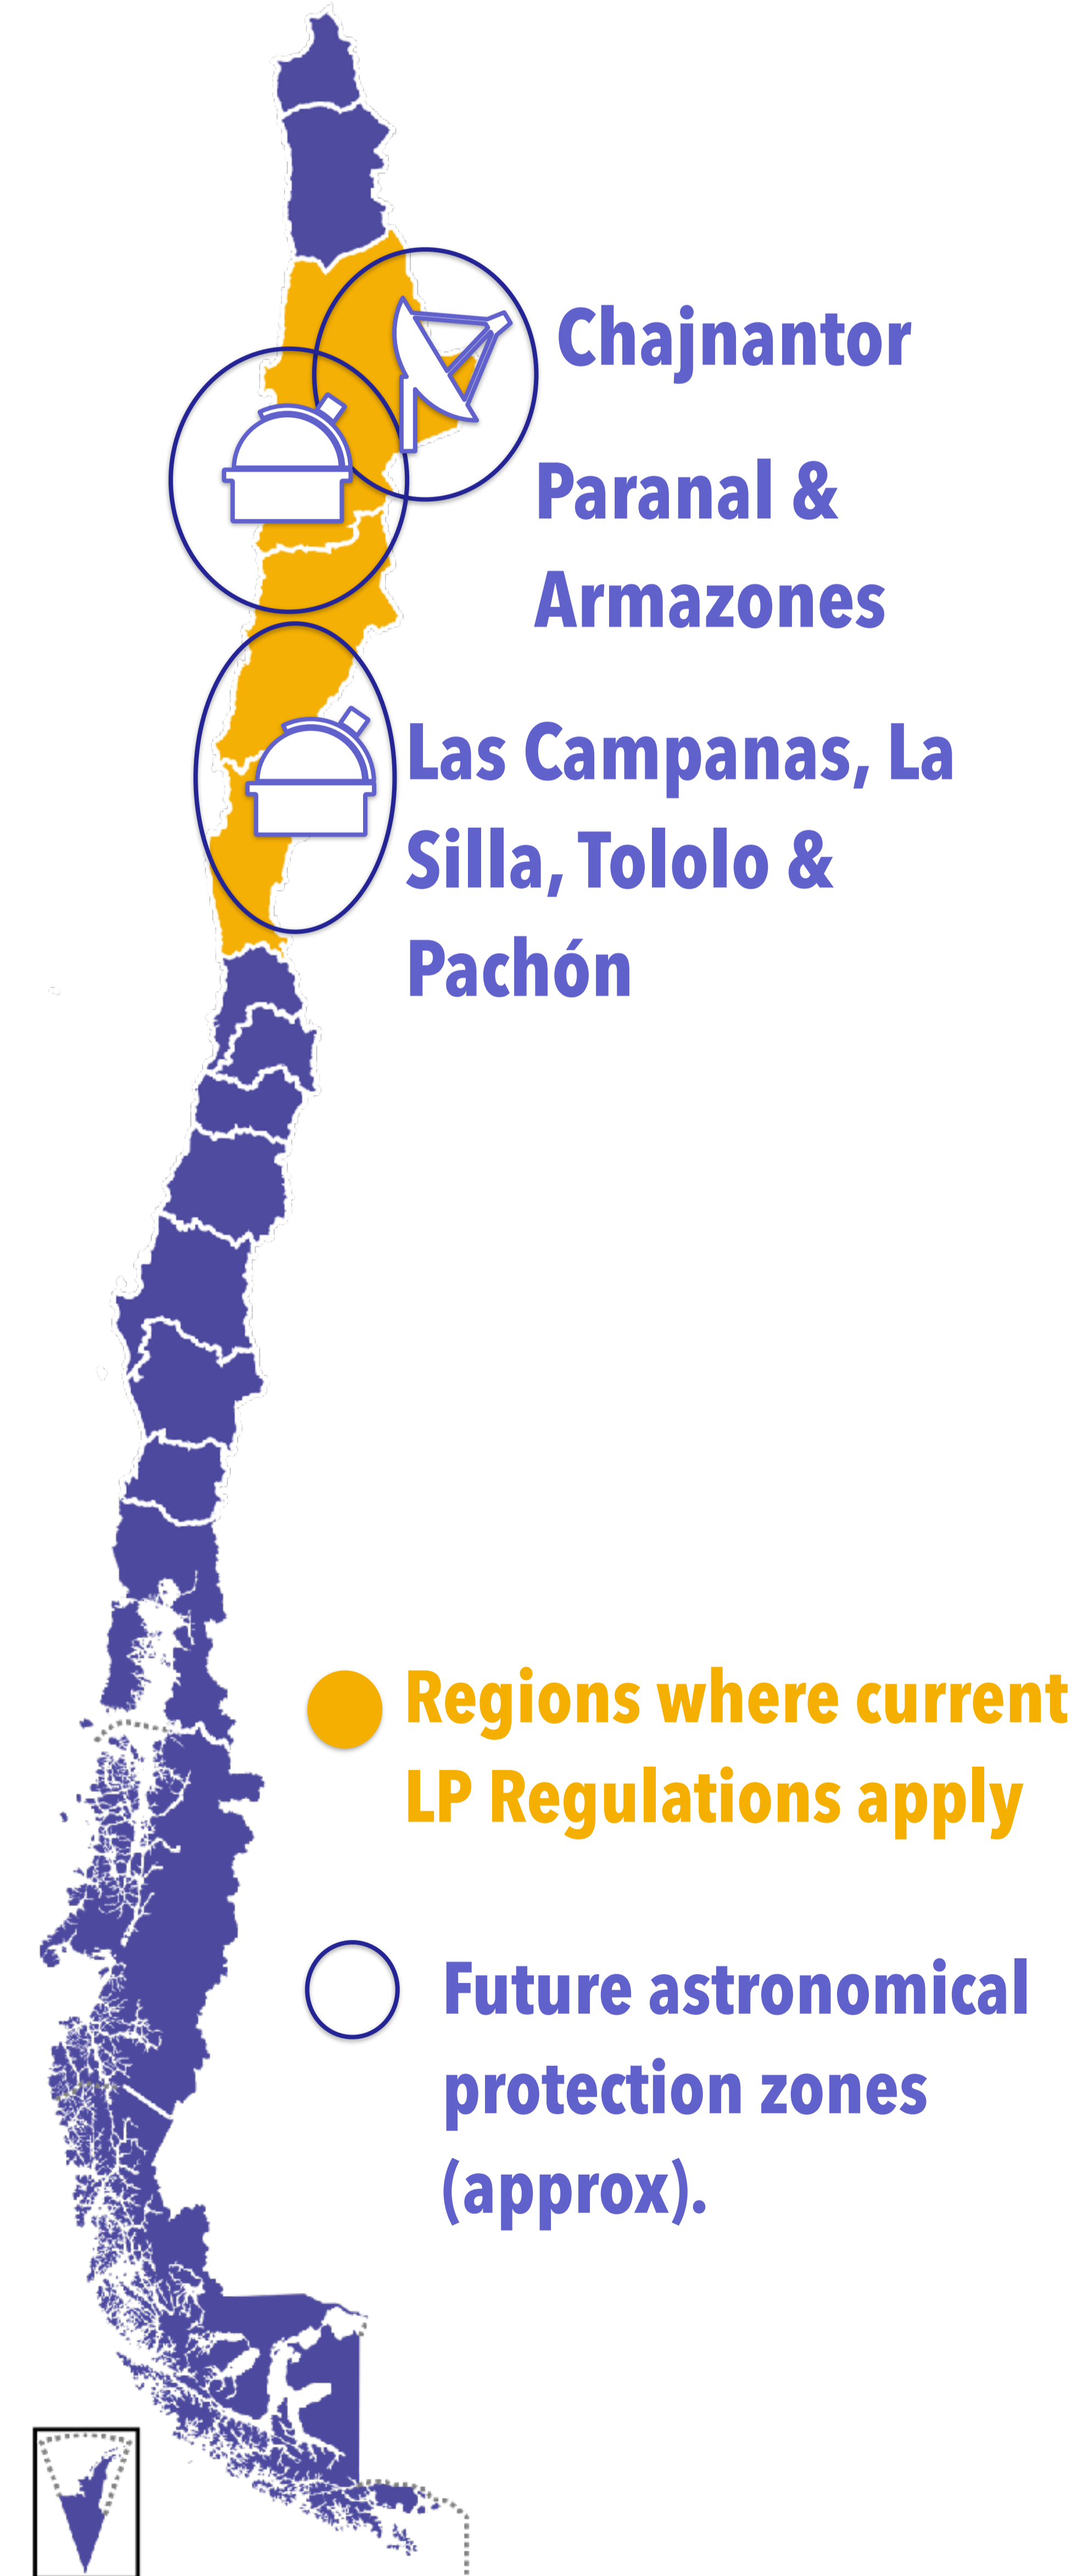 Chajnantor
Paranal &
Armazones
Las Campanas, La
Silla, Tololo &
Pachón
Regions where current
LP Regulations apply
Future astronomical
protection zones
(approx).